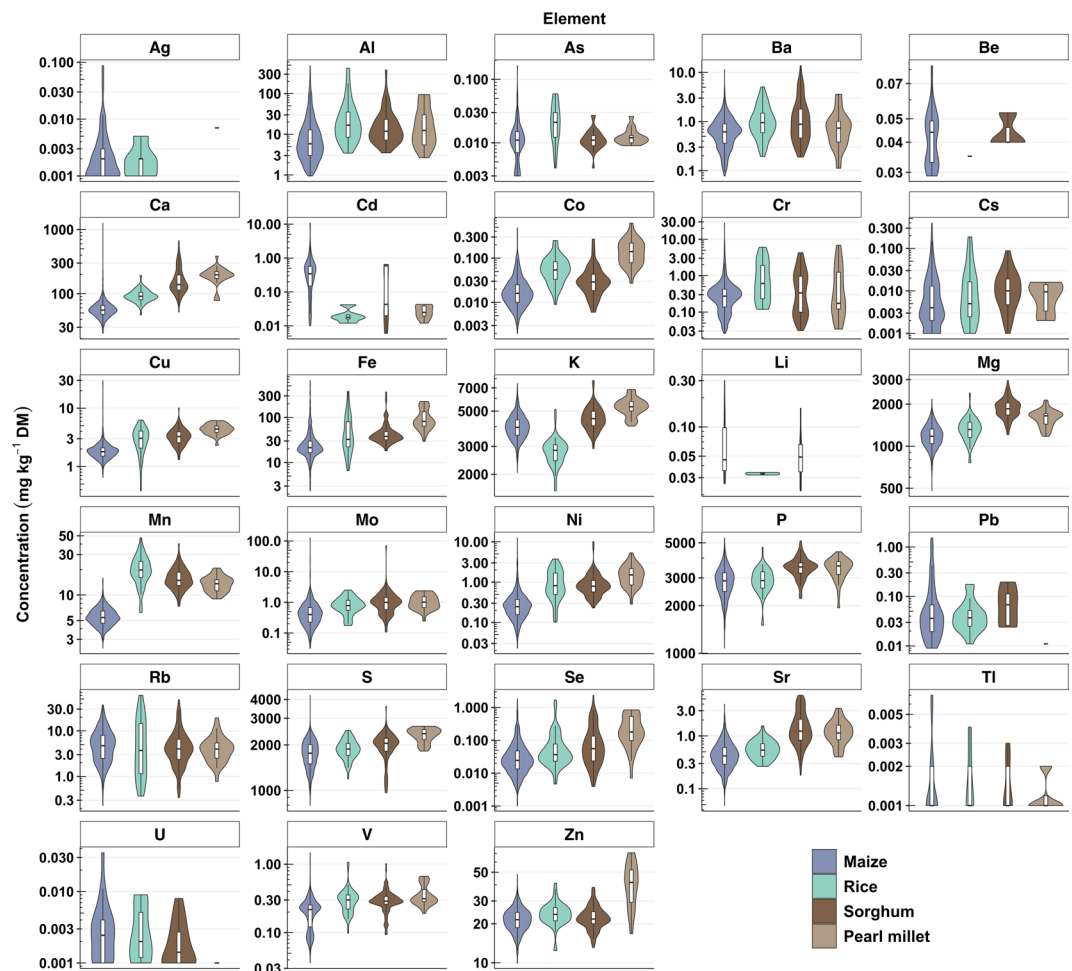 Element
Ag Al As Ba Be
0.100 300 0.100 10.0 0.07
0.030 100 3.0 0.05
0.010 30 0.030 1.0 0.04
0.003 10 0.010 0.3 0.03
0.001 3 0.003 0.1
1
Ca Cd Co Cr Cs
1000 10.00 0.300 30.00 0.300
300 1.00 0.100 10.00 0.100
100 0.10 0.030 3.00 0.030
30 0.01 0.010 1.00 0.010
0.003 0.30 0.003
0.10 0.001
0.03
Cu Fe K Li Mg
30 300 7000 0.30 3000
10 100 5000 0.10 1000
3 30 2000 0.05 500
1 10 0.03
3
Concentration (mg kg⁻¹ DM)
Mn Mo Ni P Pb
50 100.0 10.00 5000 1.00
30 10.0 3.00 3000 0.30
10 1.0 1.00 2000 0.10
5 0.1 0.30 1000 0.03
3 0.10 0.01
0.03
Rb S Se Sr Tl
30.0 4000 1.000 3.0 0.005
10.0 3000 0.100 1.0 0.003
3.0 2000 0.010 0.3 0.002
1.0 1000 0.001 0.1 0.001
0.3
U V Zn
0.030 1.00 50
0.010 0.30 30
0.003 0.10 20
0.001 0.03 10
Maize
Rice
Sorghum
Pearl millet